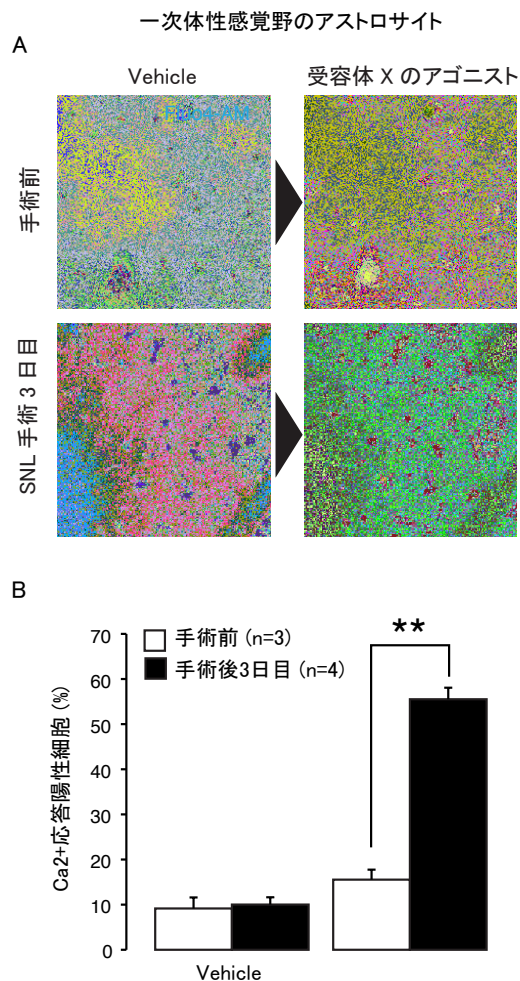 一次体性感覚野のアストロサイト
A
Vehicle
受容体 X のアゴニスト
手術前
SNL 手術 3 日目
B
手術前 (n=3)
手術後3日目 (n=4)
**
Ca2+応答陽性細胞 (%)
70
60
50
40
30
20
10
0
Vehicle